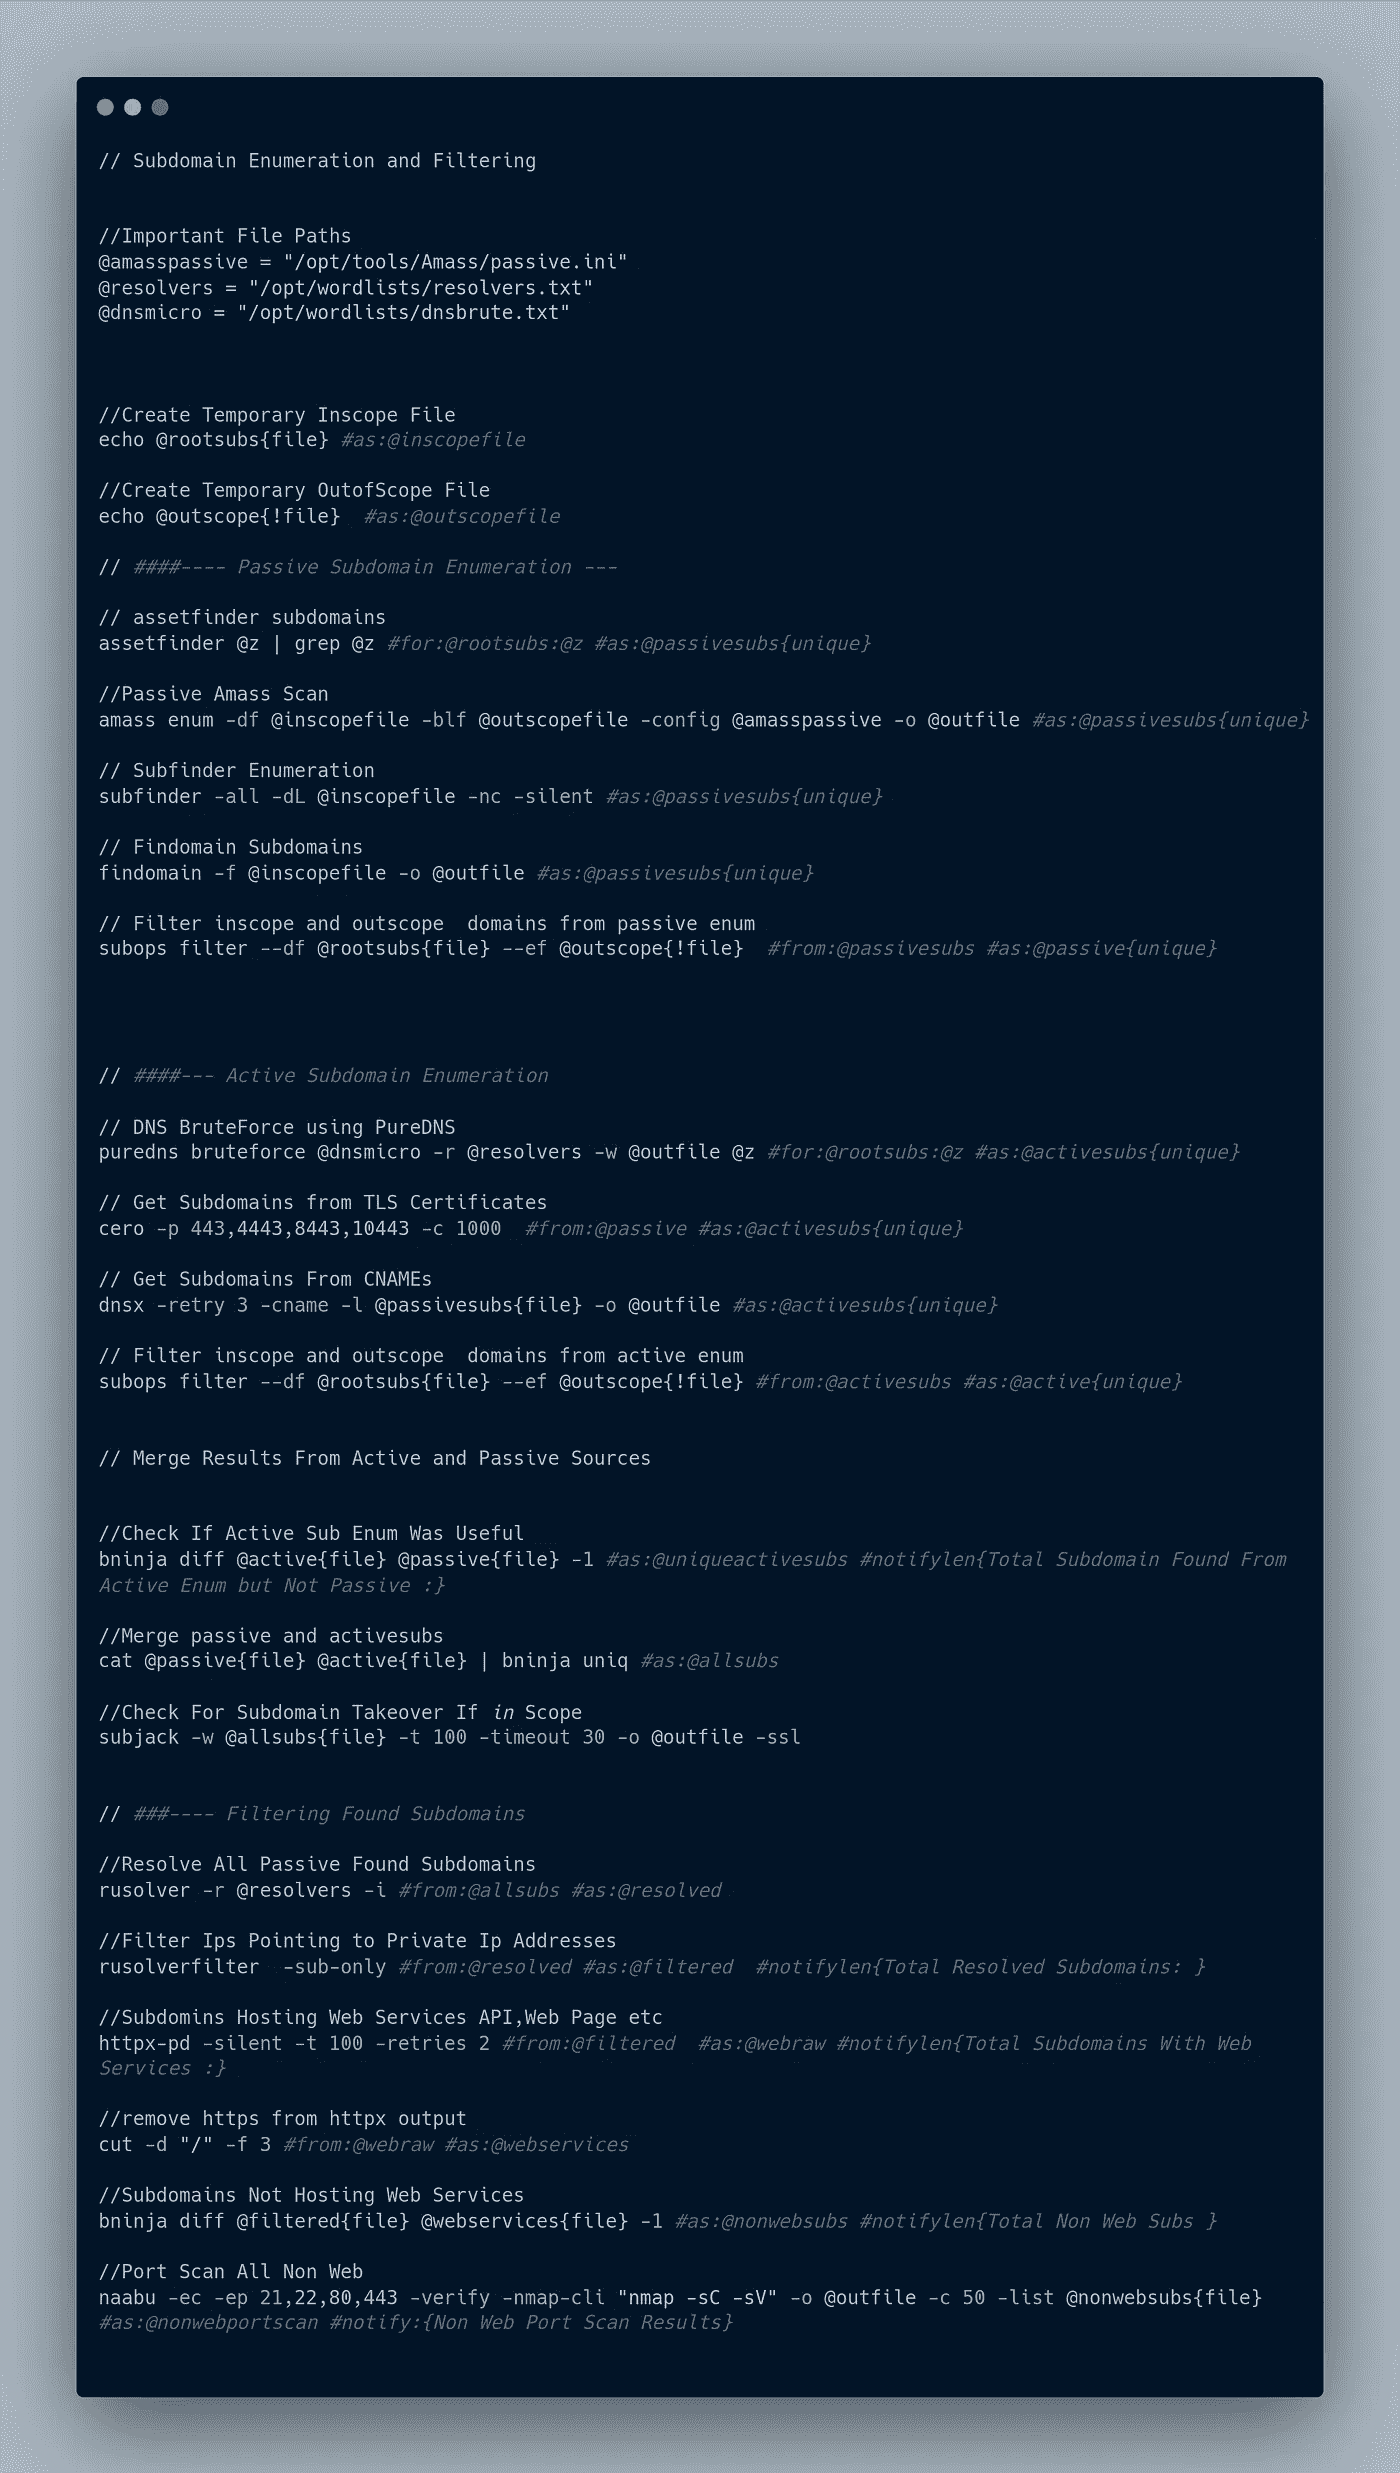 // Subdomain Enumeration and Filtering
//Important File Paths
@amasspassive = "/opt/tools/Amass/passive.ini"
@resolvers = "/opt/wordlists/resolvers.txt"
@dnsmicro = "/opt/wordlists/dnsbrute.txt"
//Create Temporary Inscope File
echo @rootsubs{file} #as:@inscopefile
//Create Temporary OutofScope File
echo @outscope{!file}  #as:@outscopefile
// ####---- Passive Subdomain Enumeration ---
// assetfinder subdomains
assetfinder @z | grep @z #for:@rootsubs:@z #as:@passivesubs{unique}
//Passive Amass Scan
amass enum -df @inscopefile -blf @outscopefile -config @amasspassive -o @outfile #as:@passivesubs{unique}
// Subfinder Enumeration
subfinder -all -dL @inscopefile -nc -silent #as:@passivesubs{unique}
// Findomain Subdomains
findomain -f @inscopefile -o @outfile #as:@passivesubs{unique}
// Filter inscope and outscope  domains from passive enum
subops filter --df @rootsubs{file} --ef @outscope{!file}  #from:@passivesubs #as:@passive{unique}
// ####--- Active Subdomain Enumeration
// DNS BruteForce using PureDNS
puredns bruteforce @dnsmicro -r @resolvers -w @outfile @z #for:@rootsubs:@z #as:@activesubs{unique}
// Get Subdomains from TLS Certificates
cero -p 443,4443,8443,10443 -c 1000  #from:@passive #as:@activesubs{unique}
// Get Subdomains From CNAMEs
dnsx -retry 3 -cname -l @passivesubs{file} -o @outfile #as:@activesubs{unique}
// Filter inscope and outscope  domains from active enum
subops filter --df @rootsubs{file} --ef @outscope{!file} #from:@activesubs #as:@active{unique}
// Merge Results From Active and Passive Sources
//Check If Active Sub Enum Was Useful
bninja diff @active{file} @passive{file} -1 #as:@uniqueactivesubs #notifylen{Total Subdomain Found From
Active Enum but Not Passive :}
//Merge passive and activesubs
cat @passive{file} @active{file} | bninja uniq #as:@allsubs
//Check For Subdomain Takeover If in Scope
subjack -w @allsubs{file} -t 100 -timeout 30 -o @outfile -ssl
// ###---- Filtering Found Subdomains
//Resolve All Passive Found Subdomains
rusolver -r @resolvers -i #from:@allsubs #as:@resolved
//Filter Ips Pointing to Private Ip Addresses
rusolverfilter  -sub-only #from:@resolved #as:@filtered  #notifylen{Total Resolved Subdomains: }
//Subdomins Hosting Web Services API,Web Page etc
httpx-pd -silent -t 100 -retries 2 #from:@filtered  #as:@webraw #notifylen{Total Subdomains With Web
Services :}
//remove https from httpx output
cut -d "/" -f 3 #from:@webraw #as:@webservices
//Subdomains Not Hosting Web Services
bninja diff @filtered{file} @webservices{file} -1 #as:@nonwebsubs #notifylen{Total Non Web Subs }
//Port Scan All Non Web
naabu -ec -ep 21,22,80,443 -verify -nmap-cli "nmap -sC -sV" -o @outfile -c 50 -list @nonwebsubs{file}
#as:@nonwebportscan #notify:{Non Web Port Scan Results}